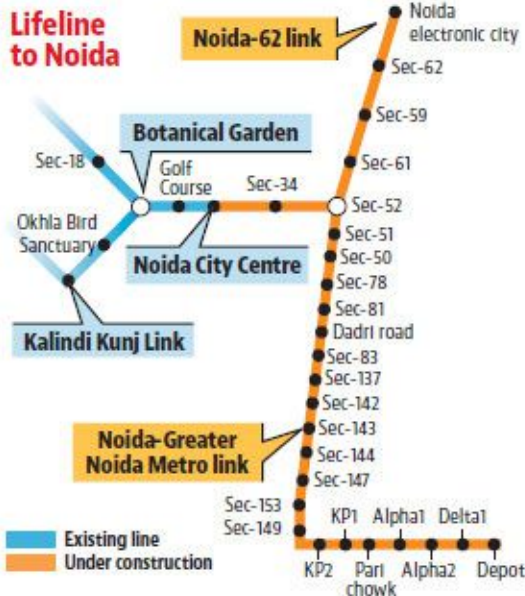 Lifeline
to Noida
Noida-62 link
Noida
electronic city
Sec-62
Sec-59
Sec-61
Botanical Garden
Sec-18
Golf
Course
Sec-34
Sec-52
Okhla Bird
Sanctuary
Noida City Centre
Kalindi Kunj Link
Sec-51
Sec-50
Sec-78
Sec-81
Dadri road
Sec-83
Sec-137
Sec-142
Sec-143
Sec-144
Sec-147
Noida-Greater
Noida Metro link
Sec-153
Sec-149
KP1 Alpha1 Delta1
KP2 Pari Alpha2 Depot
chowk
Existing line
Under construction